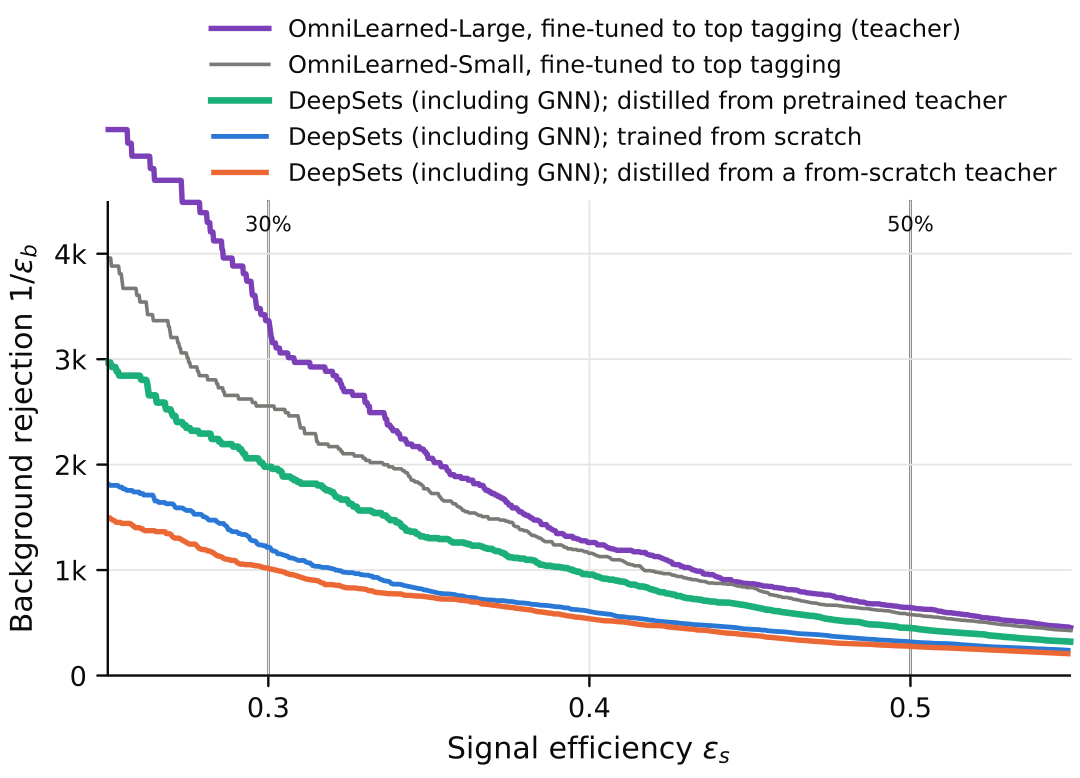 OmniLearned-Large, fine-tuned to top tagging (teacher)
OmniLearned-Small, fine-tuned to top tagging
DeepSets (including GNN); distilled from pretrained teacher
DeepSets (including GNN); trained from scratch
DeepSets (including GNN); distilled from a from-scratch teacher
30%
50%
4k
3k
2k
1k
0
Background rejection 1/εb
0.3
0.4
0.5
Signal efficiency εs